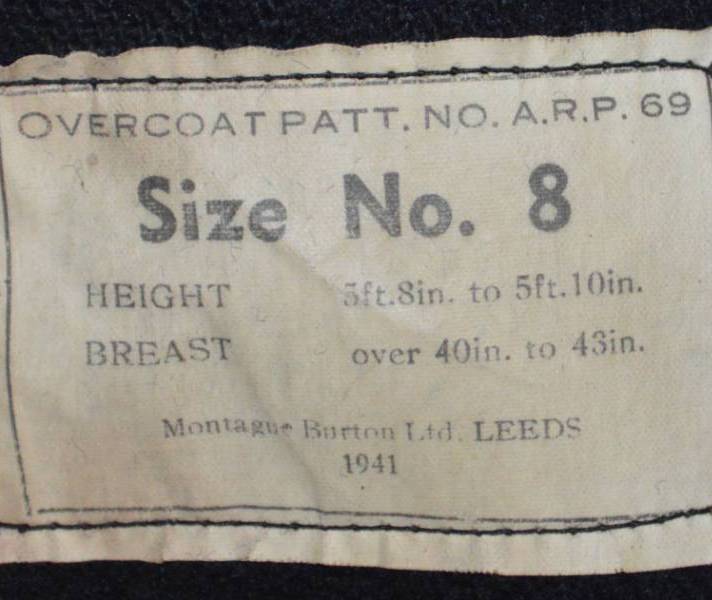 OVERCOAT PATT. NO. A.R.P. 69
Size No. 8
HEIGHT 5ft.8in. to 5ft.10in.
BREAST over 40in. to 43in.
Montague Burton Ltd. LEEDS
1941